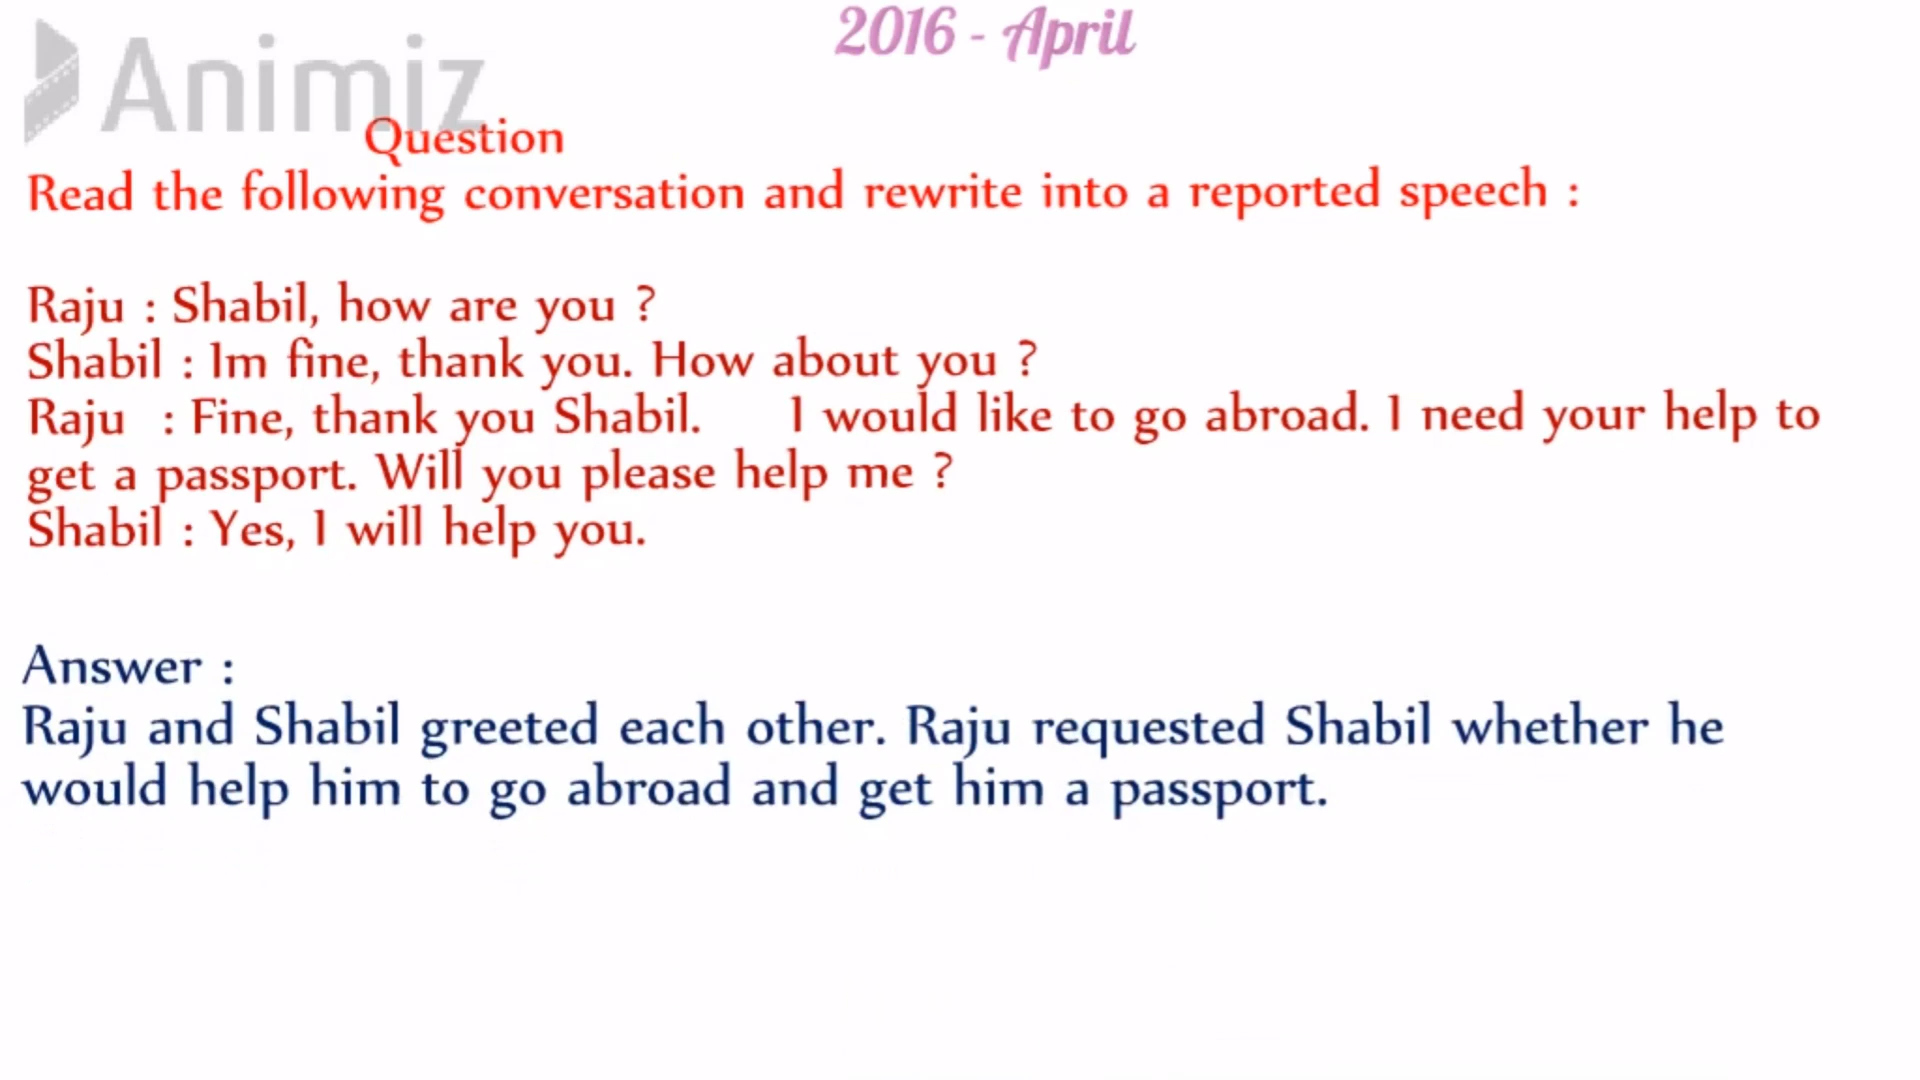 2016 - April
Animiz
Question
Read the following conversation and rewrite into a reported speech :
Raju : Shabil, how are you ?
Shabil : Im fine, thank you. How about you ?
Raju : Fine, thank you Shabil. I would like to go abroad. I need your help to
get a passport. Will you please help me ?
Shabil : Yes, I will help you.
Answer :
Raju and Shabil greeted each other. Raju requested Shabil whether he
would help him to go abroad and get him a passport.